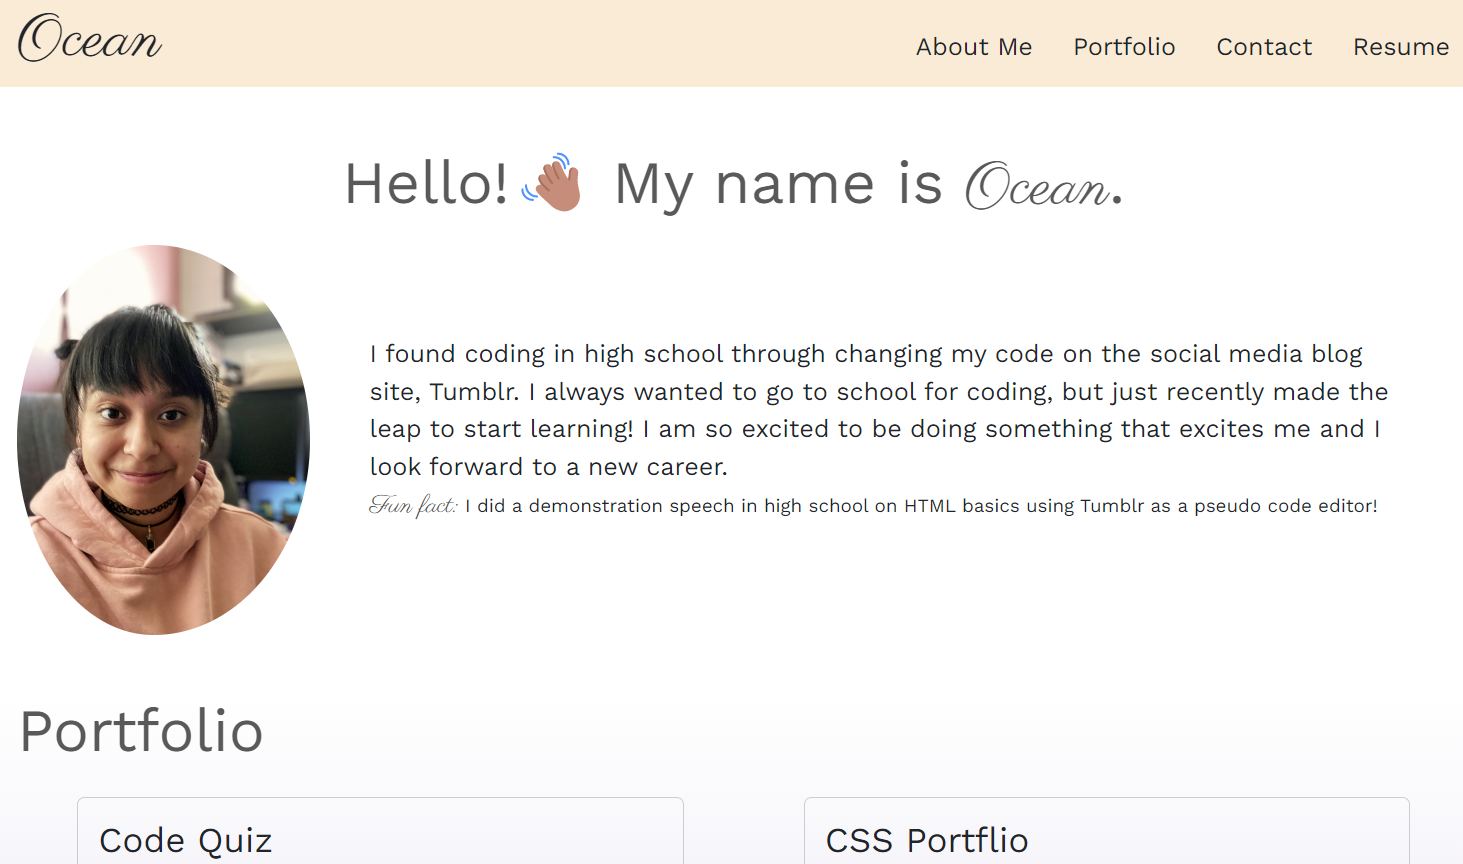 Ocean
About Me Portfolio Contact Resume
Hello! 👋🏽 My name is Ocean.
I found coding in high school through changing my code on the social media blog
site, Tumblr. I always wanted to go to school for coding, but just recently made the
leap to start learning! I am so excited to be doing something that excites me and I
look forward to a new career.
Fun fact: I did a demonstration speech in high school on HTML basics using Tumblr as a pseudo code editor!
Portfolio
Code Quiz
CSS Portflio